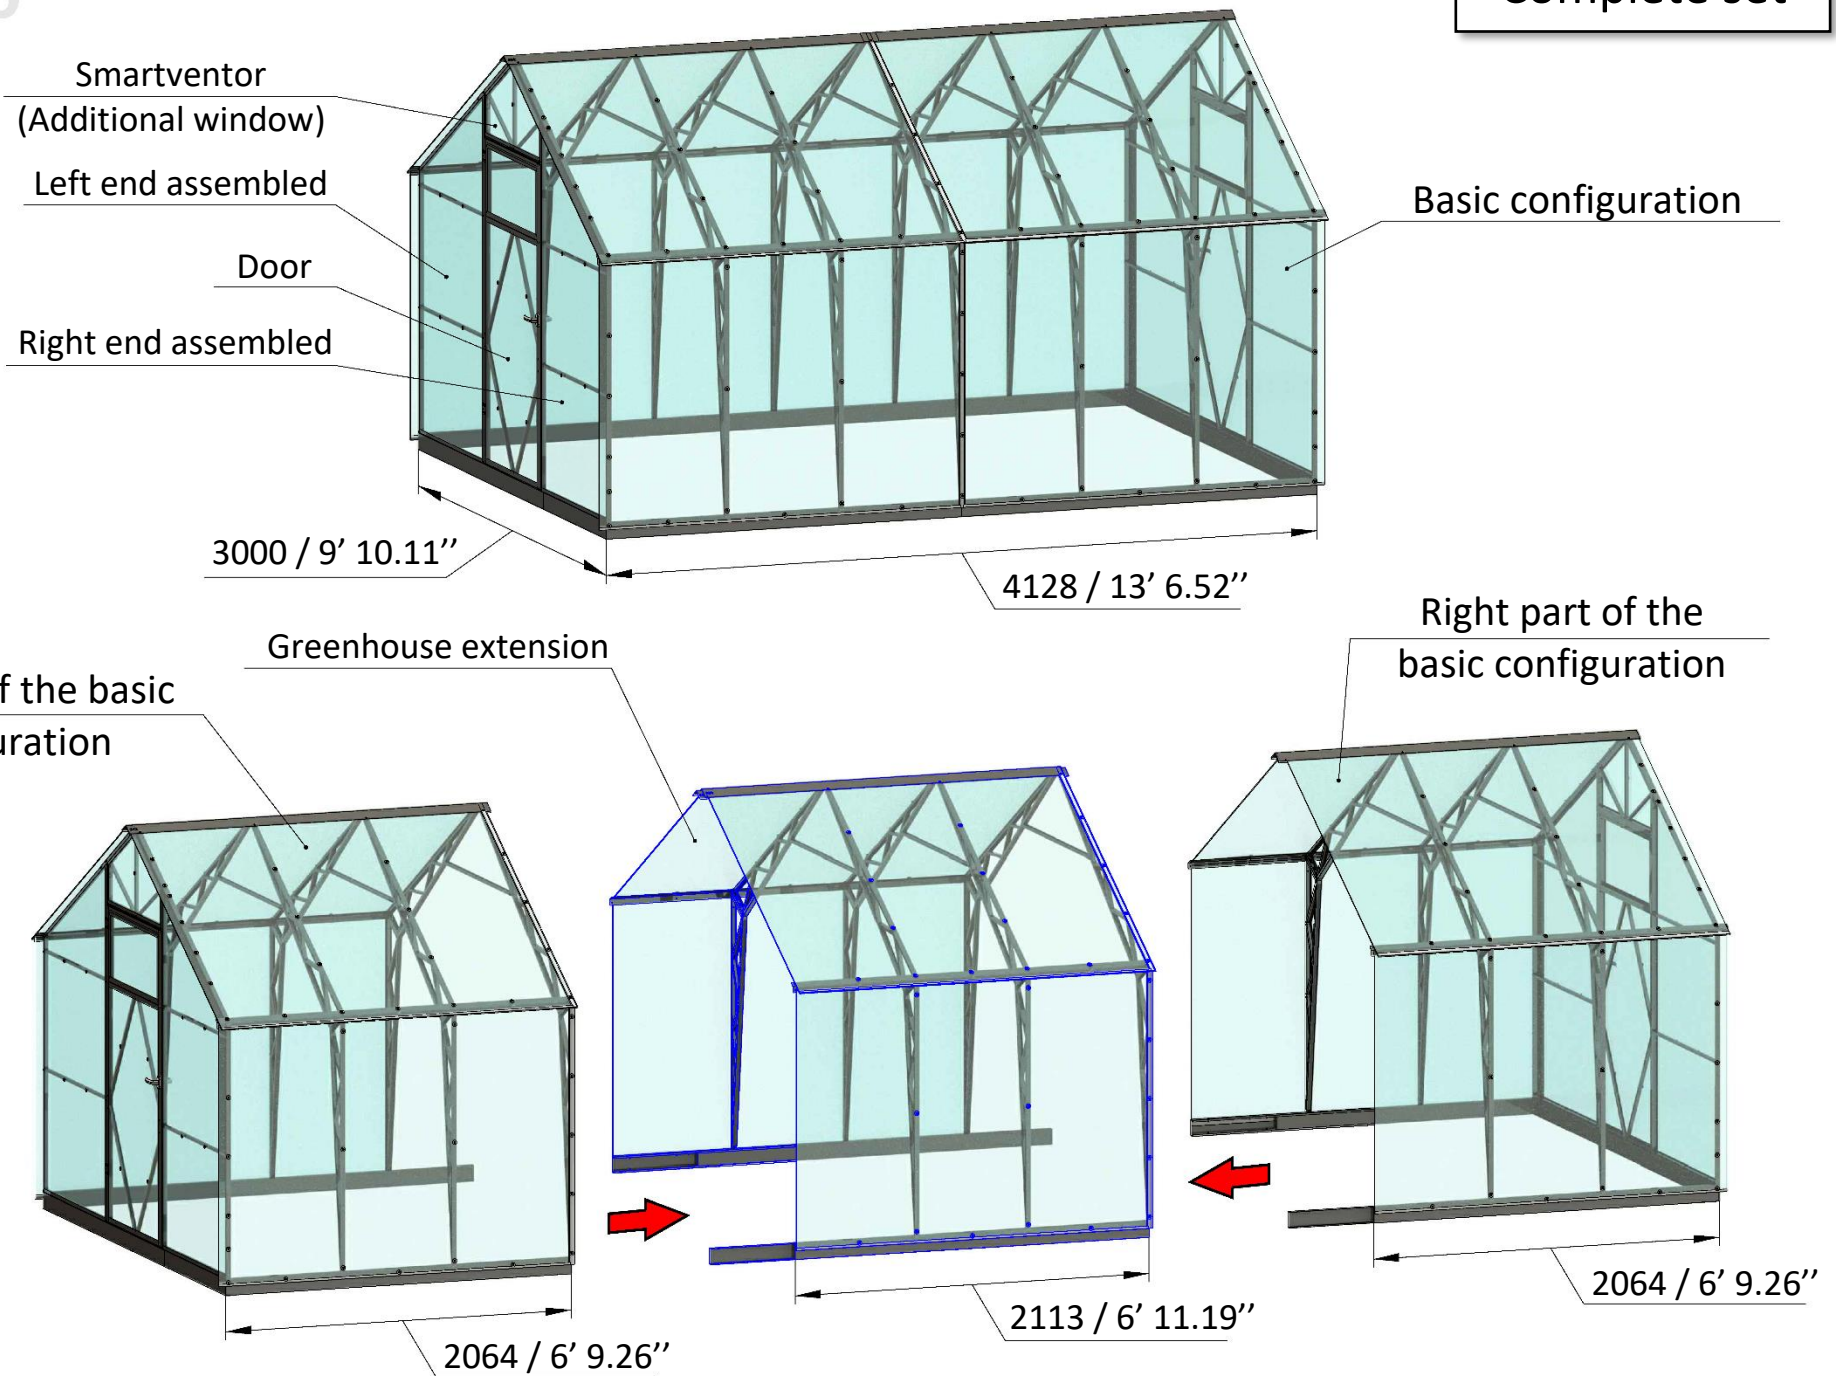 Complete set
Smartventor
(Additional window)
Left end assembled
Door
Right end assembled
Basic configuration
3000 / 9’ 10.11’’
4128 / 13’ 6.52’’
Greenhouse extension
Right part of the
basic configuration
the basic
2064 / 6’ 9.26’’
2113 / 6’ 11.19’’
2064 / 6’ 9.26’’